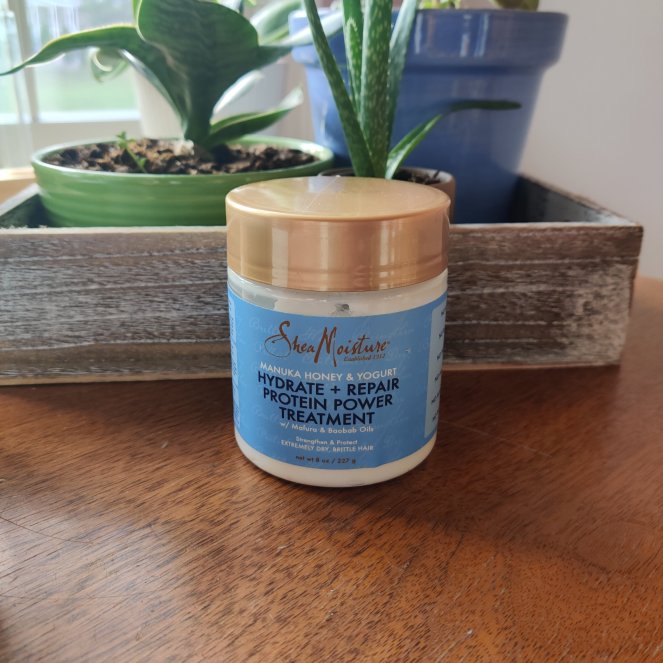 SheaMoisture
Established 1912
MANUKA HONEY & YOGURT
HYDRATE + REPAIR
PROTEIN POWER
TREATMENT
w/ Mafura & Baobab Oils
Strengthen & Protect
EXTREMELY DRY, BRITTLE HAIR
net wt 8 oz / 227 g